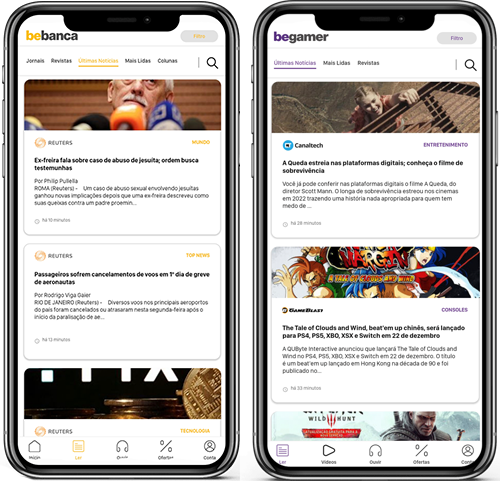 bebanca
Filtro
Jornais Revistas Últimas Notícias Mais Lidas Colunas
REUTERS
MUNDO
Ex-freira fala sobre caso de abuso de jesuíta; ordem busca
testemunhas
Por Philip Pullella
ROMA (Reuters) - Um caso de abuso sexual envolvendo jesuítas
ganhou novas implicações depois que uma ex-freira descreveu como
suas queixas contra um padre proemin...
há 10 minutos
REUTERS
TOP NEWS
Passageiros sofrem cancelamentos de voos em 1º dia de greve
de aeronautas
Por Rodrigo Viga Gaier
RIO DE JANEIRO (Reuters) - Diversos voos nos principais aeroportos
do país foram cancelados ou atrasaram nesta segunda-feira após o
início da paralisação de ae...
há 12 minutos
REUTERS
TECNOLOGIA
Início Ler Ouvir Ofertas Conta
begamer
Filtro
Últimas Notícias Mais Lidas Revistas
Canaltech
ENTRETENIMENTO
A Queda estreia nas plataformas digitais; conheça o filme de
sobrevivência
Você já pode conferir nas plataformas digitais o filme A Queda, do
diretor Scott Mann. O longa de sobrevivência estreou nos cinemas
em 2022 trazendo uma história nada apropriada para quem tem
medo de ...
há 28 minutos
WARGA
GAMEBLAST
CONSOLES
The Tale of Clouds and Wind, beat'em up chinês, será lançado
para PS4, PS5, XBO, XSX e Switch em 22 de dezembro
A QUByte Interactive anunciou que lançará The Tale of Clouds and
Wind no PS4, PS5, XBO, XSX e Switch em 22 de dezembro. O título
é um beat'em up lançado em Hong Kong na década de 90 e foi
publicado no...
há 33 minutos
THE
WITCHER
WILD HUNT
Ler Vídeos Ouvir Ofertas Conta